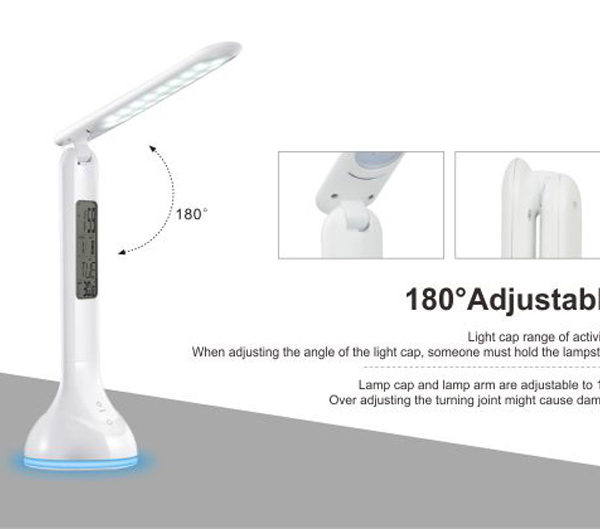 180°
180°Adjustabl
Light cap range of activi
When adjusting the angle of the light cap, someone must hold the lampst
Lamp cap and lamp arm are adjustable to 1
Over adjusting the turning joint might cause dam